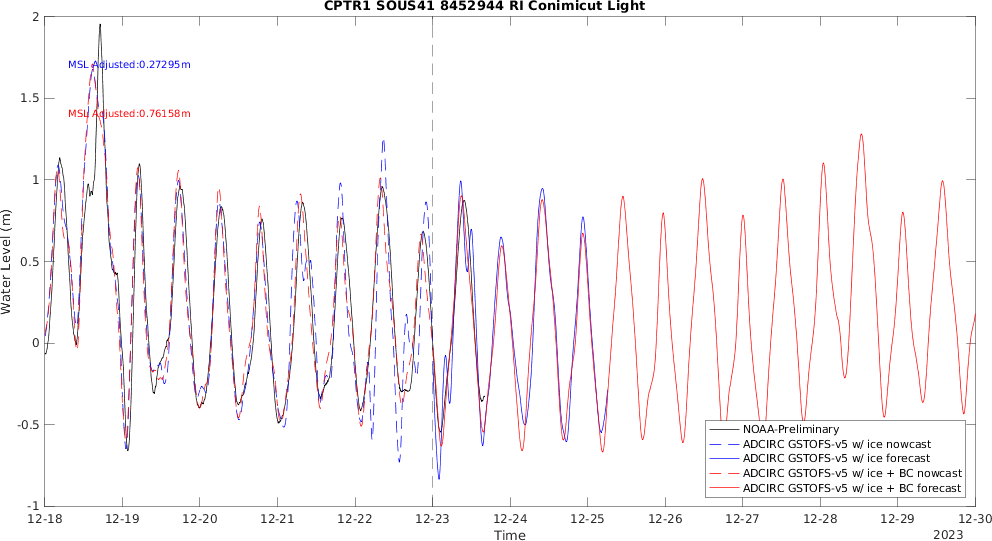 CPTR1 SOUS41 8452944 RI Conimicut Light
2
MSL Adjusted:0.27295m
1.5
MSL Adjusted:0.76158m
1
0.5
0
-0.5
-1
Water Level (m)
NOAA-Preliminary
ADCIRC GSTOFS-v5 w/ ice nowcast
ADCIRC GSTOFS-v5 w/ ice forecast
ADCIRC GSTOFS-v5 w/ ice + BC nowcast
ADCIRC GSTOFS-v5 w/ ice + BC forecast
12-18 12-19 12-20 12-21 12-22 12-23 12-24 12-25 12-26 12-27 12-28 12-29 12-30
Time
2023